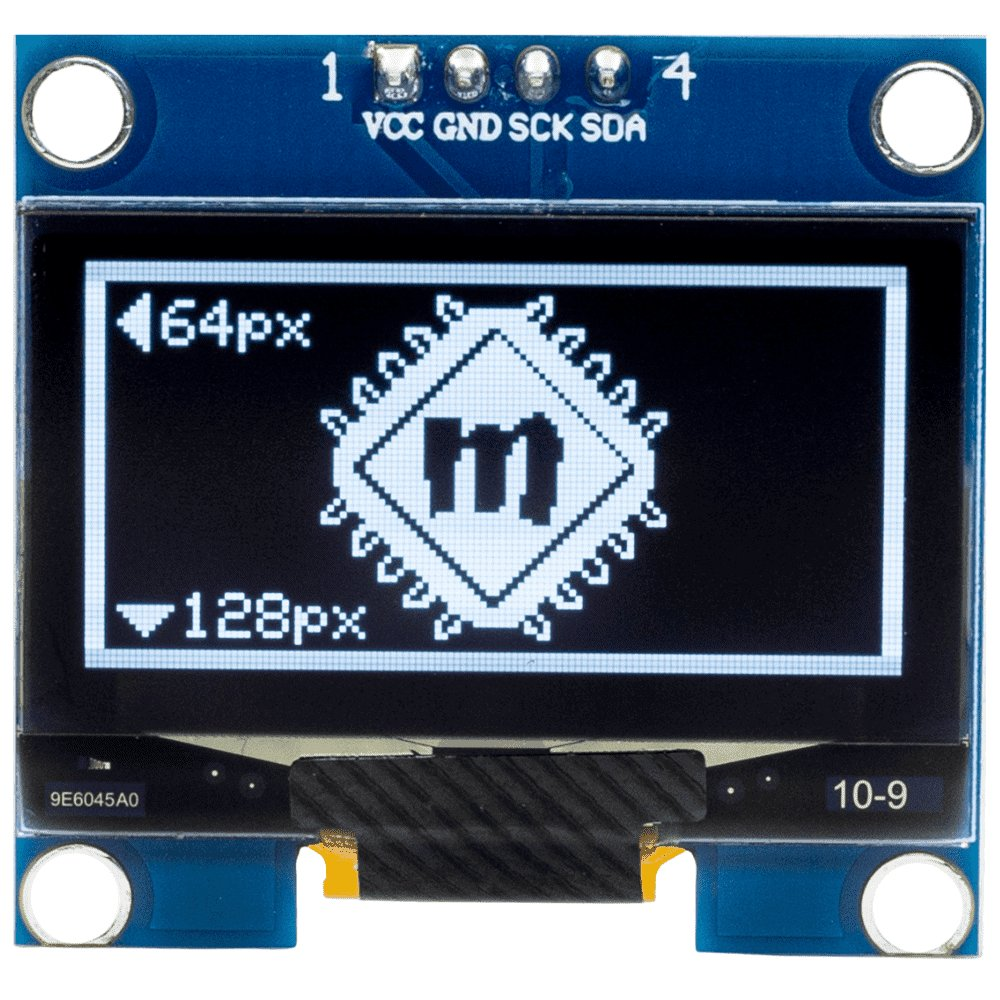 1 4
VCC GND SCK SDA
64px
m
128px
9E6045A0 10-9